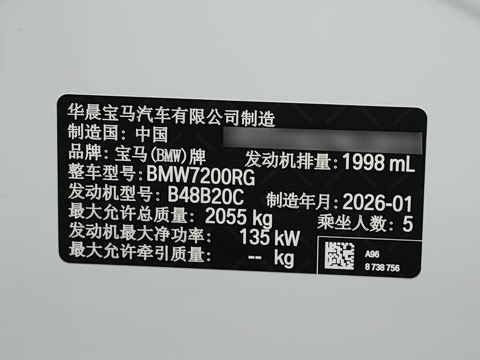 华晨宝马汽车有限公司制造
制造国: 中国
品牌: 宝马(BMW)牌 发动机排量: 1998 mL
整车型号: BMW7200RG
发动机型号: B48B20C 制造年月: 2026-01
最大允许总质量: 2055 kg 乘坐人数: 5
发动机最大净功率: 135 kW
最大允许牵引质量: -- kg
A96
8 738 756